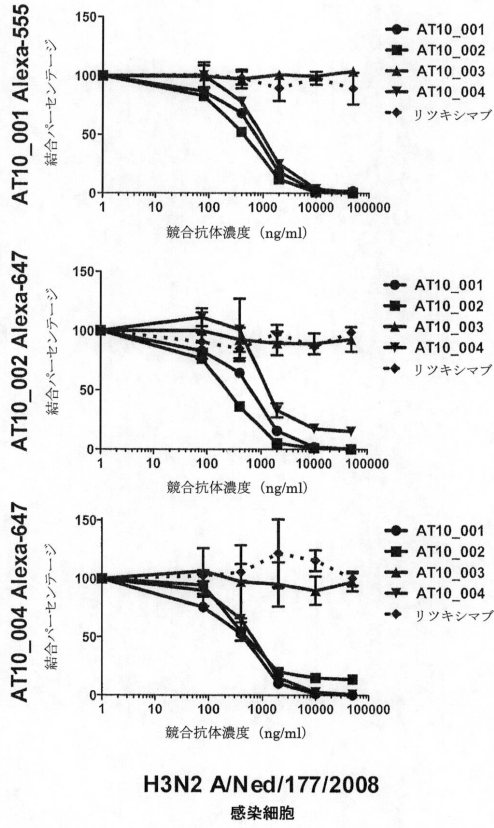 AT10_001 Alexa-555
結合パーセンテージ
150
100
50
0
1
10
100
1000
10000
100000
競合抗体濃度 (ng/ml)
AT10_001
AT10_002
AT10_003
AT10_004
リツキシマブ
AT10_002 Alexa-647
結合パーセンテージ
150
100
50
0
1
10
100
1000
10000
100000
競合抗体濃度 (ng/ml)
AT10_001
AT10_002
AT10_003
AT10_004
リツキシマブ
AT10_004 Alexa-647
結合パーセンテージ
150
100
50
0
1
10
100
1000
10000
100000
競合抗体濃度 (ng/ml)
AT10_001
AT10_002
AT10_003
AT10_004
リツキシマブ
H3N2 A/Ned/177/2008
感染細胞